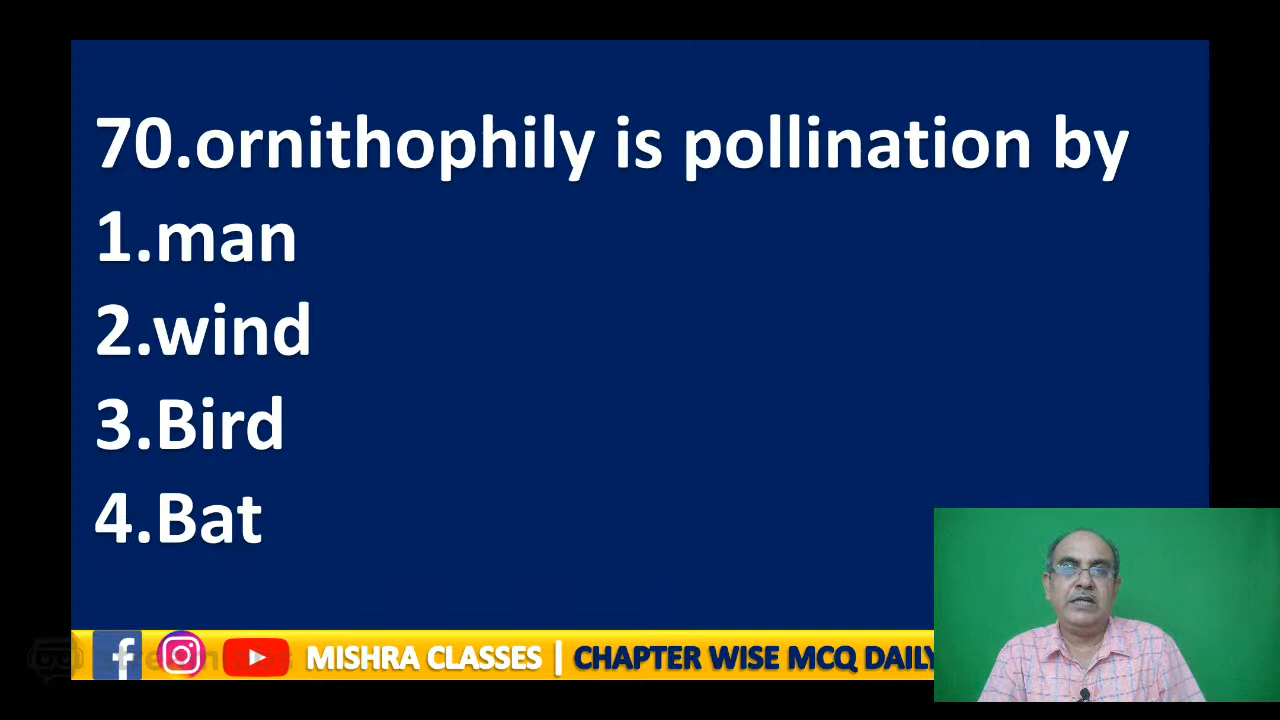 70.ornithophily is pollination by
1.man
2.wind
3.Bird
4.Bat
MISHRA CLASSES | CHAPTER WISE MCQ DAILY